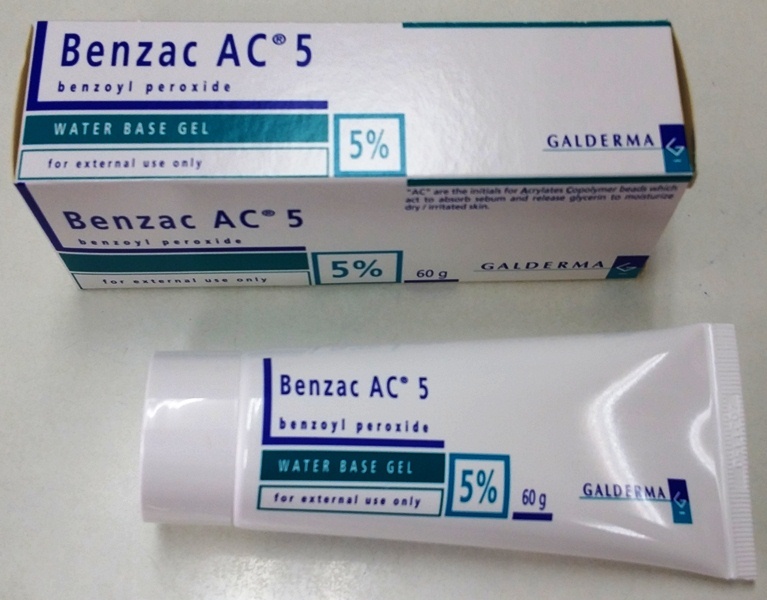 Benzac AC® 5
benzoyl peroxide
WATER BASE GEL
for external use only
5%
GALDERMA
"AC" are the initials for Acrylates Copolymer beads which
act to absorb sebum and release glycerin to moisturize
dry / irritated skin.
Benzac AC® 5
benzoyl peroxide
for external use only
5%
60 g
GALDERMA
Benzac AC® 5
benzoyl peroxide
WATER BASE GEL
for external use only
5%
60 g
GALDERMA